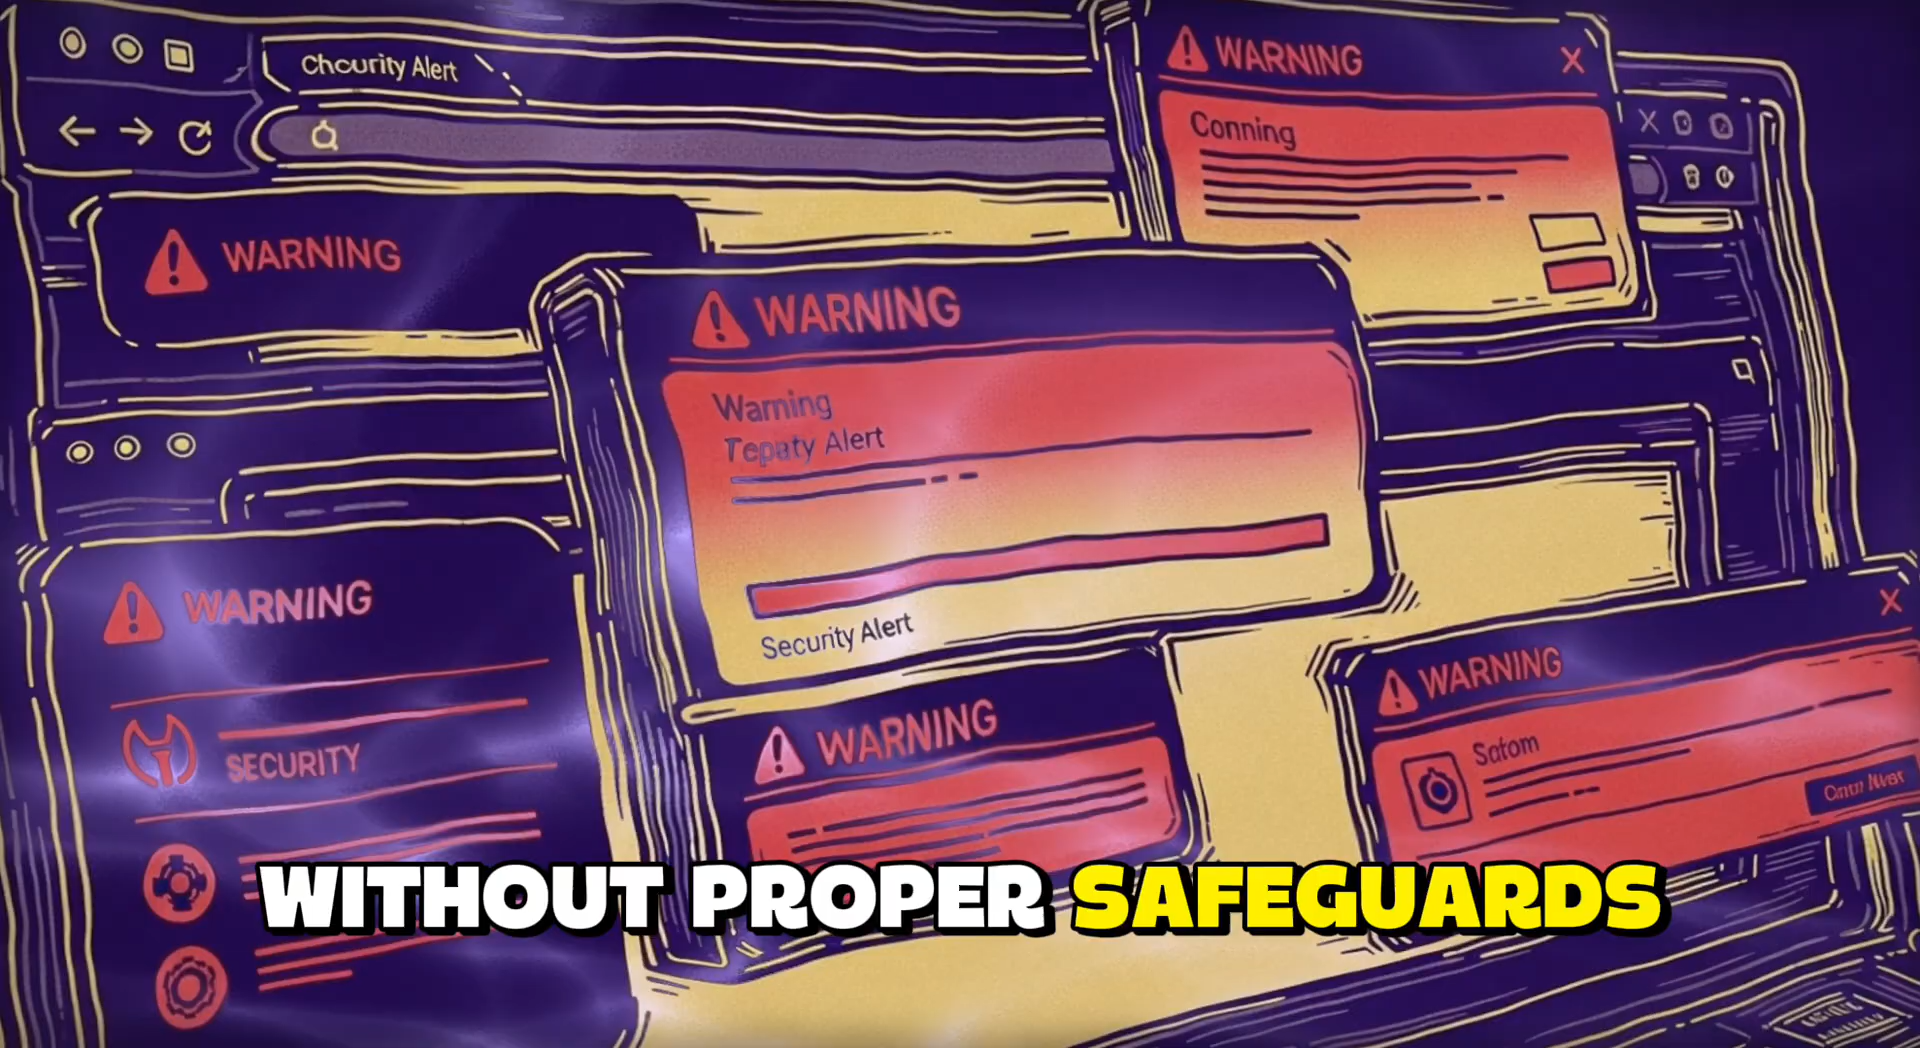 Chcurity Alert
WARNING
Conning
WARNING
WARNING
Warning
Tepaty Alert
Security Alert
WARNING
SECURITY
WARNING
WARNING
Satom
WITHOUT PROPER SAFEGUARDS